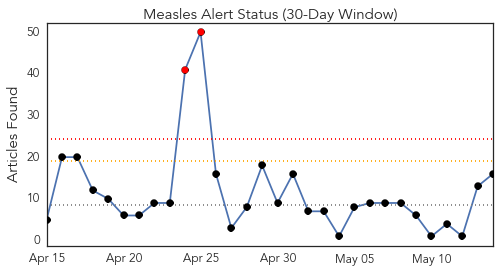 Measles Alert Status (30-Day Window)
Articles Found
50
40
30
20
10
0
Apr 15 Apr 20 Apr 25 Apr 30 May 05 May 10